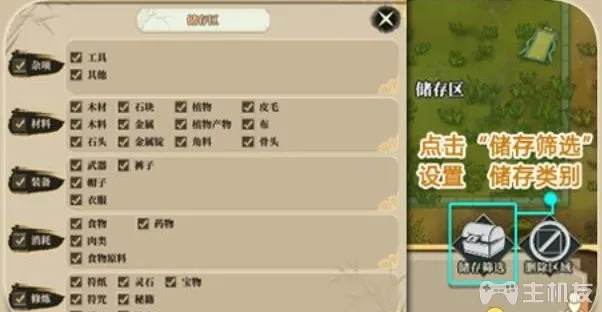 储存区
杂项
工具
其他
材料
木材 石块 植物 皮毛
木料 金属 植物产物 布
石头 金属锭 角料 骨头
装备
武器 裤子
帽子
衣服
消耗
食物 药物
肉类
食物原料
修炼
符纸 灵石 宝物
符咒 秘籍
储存区
点击“储存筛选”
设置 储存类别
储存筛选 删除区域
主机友